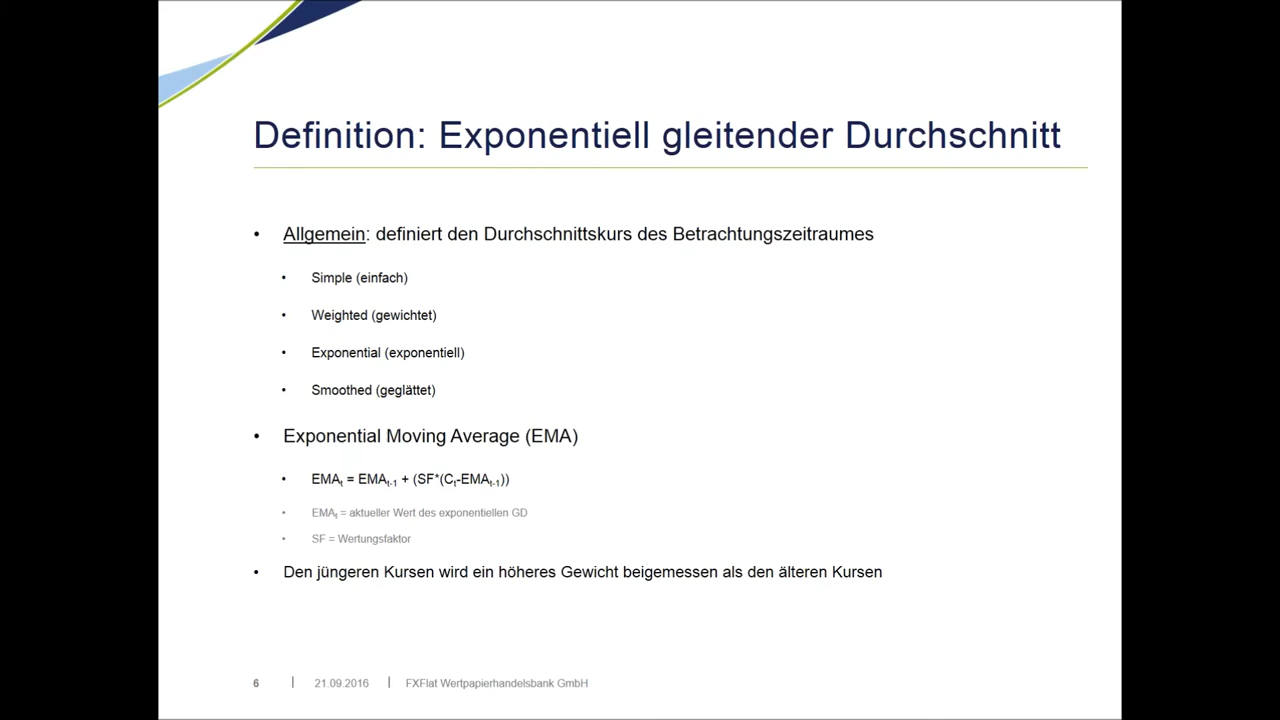 Definition: Exponentiell gleitender Durchschnitt
• Allgemein: definiert den Durchschnittskurs des Betrachtungszeitraumes
• Simple (einfach)
• Weighted (gewichtet)
• Exponential (exponentiell)
• Smoothed (geglättet)
• Exponential Moving Average (EMA)
• EMAt = EMAt-1 + (SF*(Ct-EMAt-1))
• EMAt = aktueller Wert des exponentiellen GD
• SF = Wertungsfaktor
• Den jüngeren Kursen wird ein höheres Gewicht beigemessen als den älteren Kursen
6 | 21.09.2016 | FXFlat Wertpapierhandelsbank GmbH